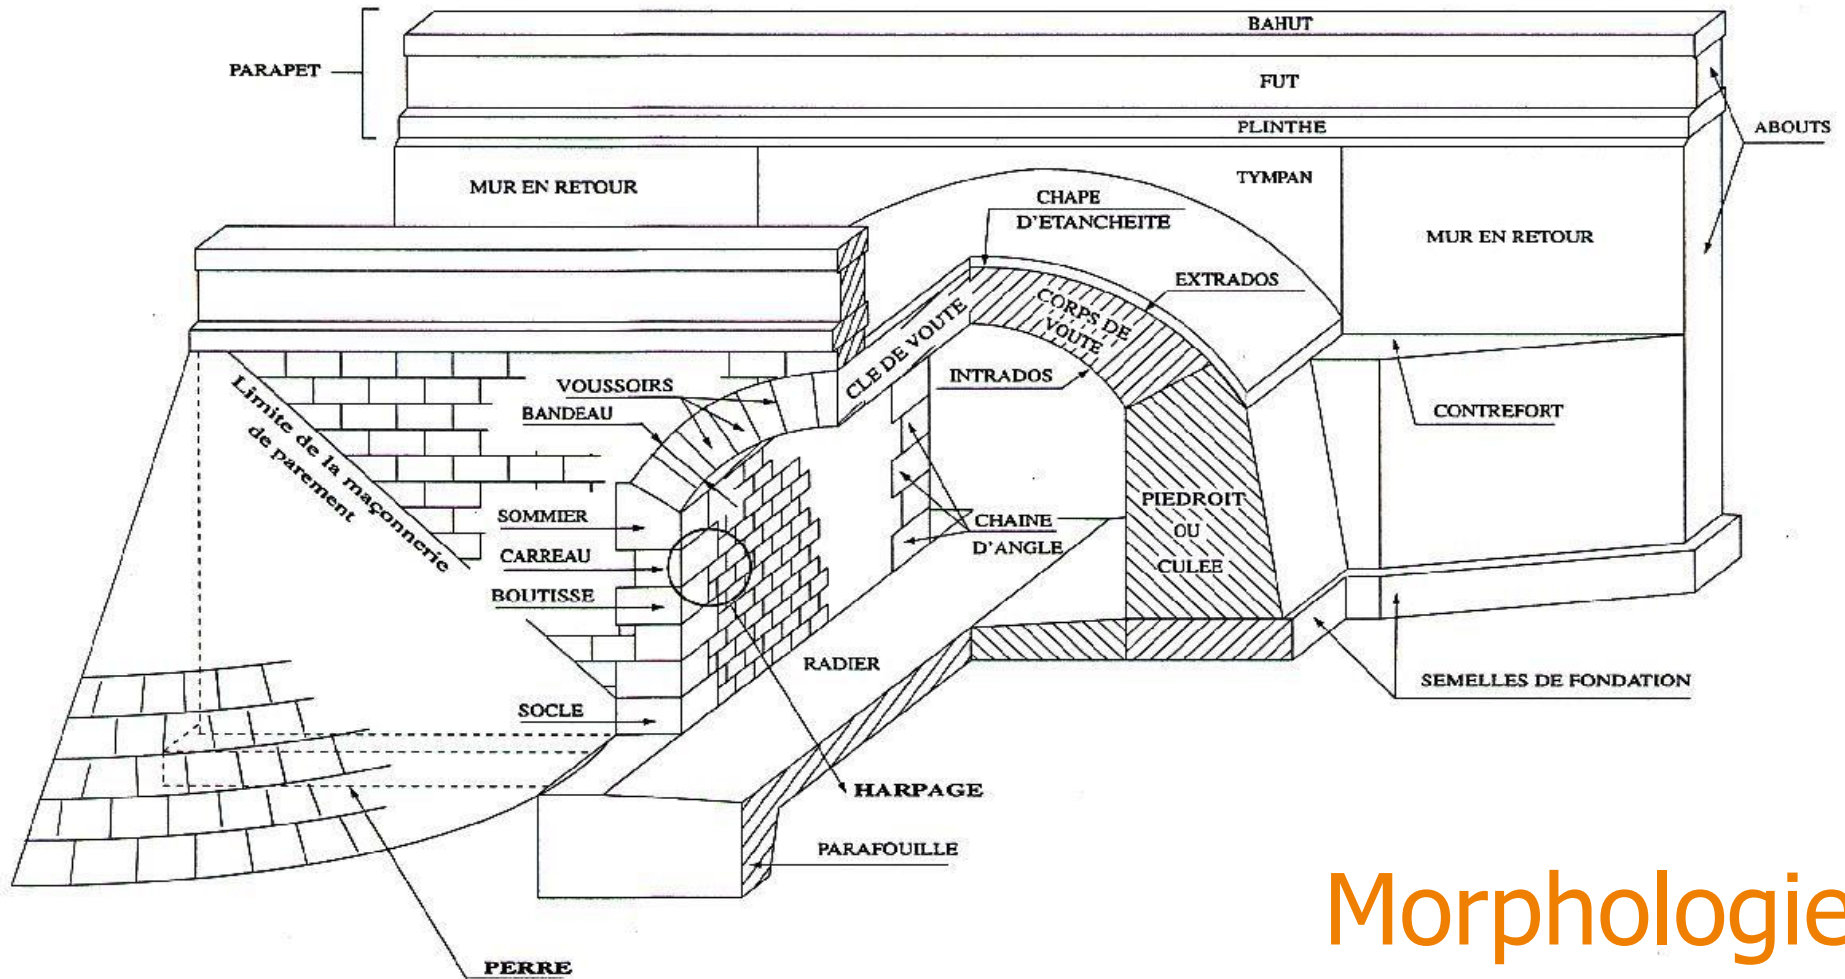 BAHUT
PARAPET
FUT
PLINTHE
ABOUTS
MUR EN RETOUR
TYMPAN
CHAPE
D'ETANCHEITE
MUR EN RETOUR
EXTRADOS
CORPS DE
VOUTE
CLE DE VOUTE
INTRADOS
VOUSSOIRS
BANDEAU
CONTREFORT
Limite de la maçonnerie
de parement
SOMMIER
CARREAU
BOUTISSE
CHAINE
D'ANGLE
PIEDROIT
OU
CULEE
RADIER
SEMELLES DE FONDATION
SOCLE
HARPAGE
PARAFOUILLE
PERRE
Morphologie